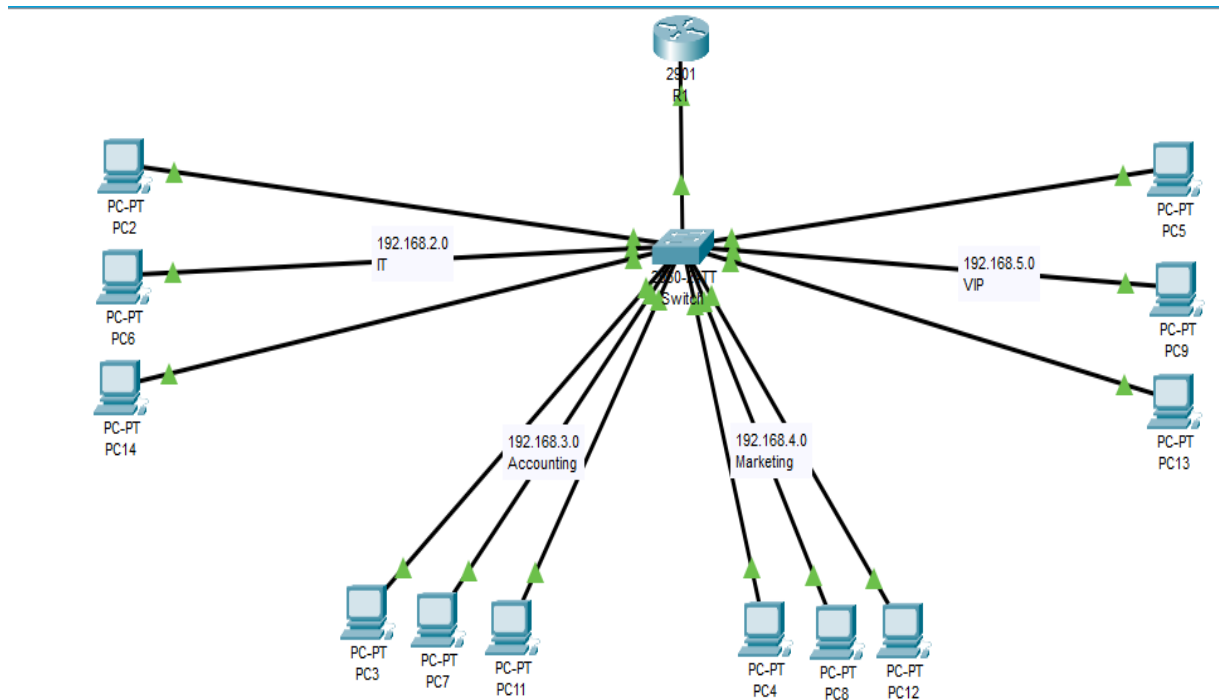 2901
R1
PC-PT
PC2
PC-PT
PC5
192.168.2.0
IT
192.168.5.0
VIP
TT
Switch
PC-PT
PC6
PC-PT
PC9
PC-PT
PC14
PC-PT
PC13
192.168.3.0
Accounting
192.168.4.0
Marketing
PC-PT
PC3
PC-PT
PC7
PC-PT
PC11
PC-PT
PC4
PC-PT
PC8
PC-PT
PC12